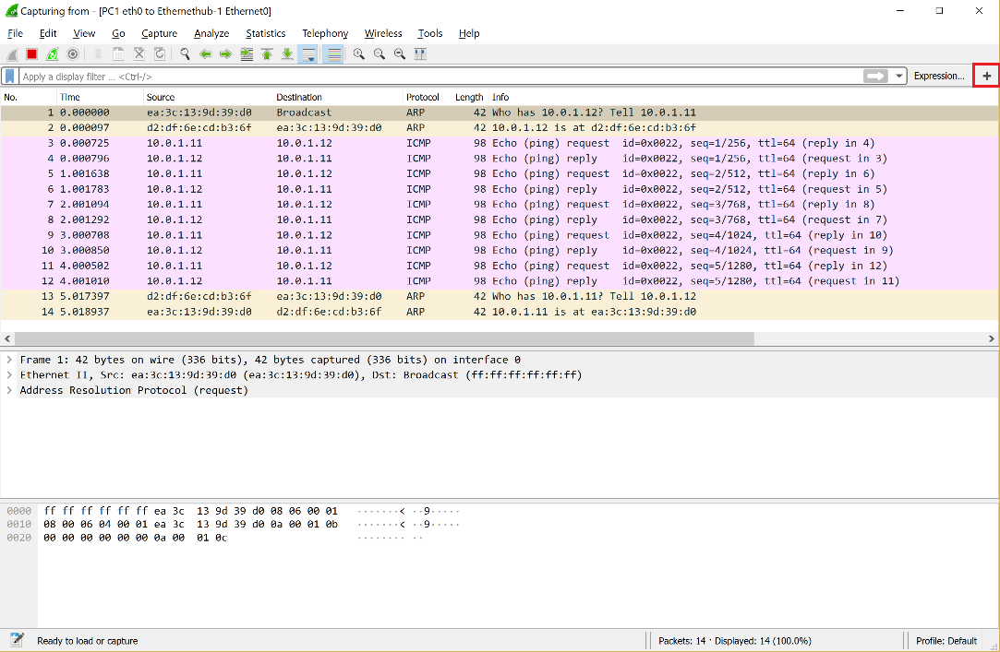 Capturing from - [PC1 eth0 to Ethernethub-1 Ethernet0]
File Edit View Go Capture Analyze Statistics Telephony Wireless Tools Help
Apply a display filter ... <Ctrl-/> Expression... +
No. Time Source Destination Protocol Length Info
1 0.000000 ea:3c:13:9d:39:d0 Broadcast ARP 42 Who has 10.0.1.12? Tell 10.0.1.11
2 0.000097 d2:df:6e:cd:b3:6f ea:3c:13:9d:39:d0 ARP 42 10.0.1.12 is at d2:df:6e:cd:b3:6f
3 0.000725 10.0.1.11 10.0.1.12 ICMP 98 Echo (ping) request id=0x0022, seq=1/256, ttl=64 (reply in 4)
4 0.000796 10.0.1.12 10.0.1.11 ICMP 98 Echo (ping) reply id=0x0022, seq=1/256, ttl=64 (request in 3)
5 1.001638 10.0.1.11 10.0.1.12 ICMP 98 Echo (ping) request id=0x0022, seq=2/512, ttl=64 (reply in 6)
6 1.001783 10.0.1.12 10.0.1.11 ICMP 98 Echo (ping) reply id=0x0022, seq=2/512, ttl=64 (request in 5)
7 2.001094 10.0.1.11 10.0.1.12 ICMP 98 Echo (ping) request id=0x0022, seq=3/768, ttl=64 (reply in 8)
8 2.001292 10.0.1.12 10.0.1.11 ICMP 98 Echo (ping) reply id=0x0022, seq=3/768, ttl=64 (request in 7)
9 3.000708 10.0.1.11 10.0.1.12 ICMP 98 Echo (ping) request id=0x0022, seq=4/1024, ttl=64 (reply in 10)
10 3.000850 10.0.1.12 10.0.1.11 ICMP 98 Echo (ping) reply id=0x0022, seq=4/1024, ttl=64 (request in 9)
11 4.000502 10.0.1.11 10.0.1.12 ICMP 98 Echo (ping) request id=0x0022, seq=5/1280, ttl=64 (reply in 12)
12 4.001010 10.0.1.12 10.0.1.11 ICMP 98 Echo (ping) reply id=0x0022, seq=5/1280, ttl=64 (request in 11)
13 5.017397 d2:df:6e:cd:b3:6f ea:3c:13:9d:39:d0 ARP 42 Who has 10.0.1.11? Tell 10.0.1.12
14 5.018937 ea:3c:13:9d:39:d0 d2:df:6e:cd:b3:6f ARP 42 10.0.1.11 is at ea:3c:13:9d:39:d0
Frame 1: 42 bytes on wire (336 bits), 42 bytes captured (336 bits) on interface 0
Ethernet II, Src: ea:3c:13:9d:39:d0 (ea:3c:13:9d:39:d0), Dst: Broadcast (ff:ff:ff:ff:ff:ff)
Address Resolution Protocol (request)
0000 ff ff ff ff ff ff ea 3c 13 9d 39 d0 08 06 00 01 ·······< ··9·····
0010 08 00 06 04 00 01 ea 3c 13 9d 39 d0 0a 00 01 0b ·······< ··9·····
0020 00 00 00 00 00 00 0a 00 01 0c ········ ··
Ready to load or capture Packets: 14 · Displayed: 14 (100.0%) Profile: Default